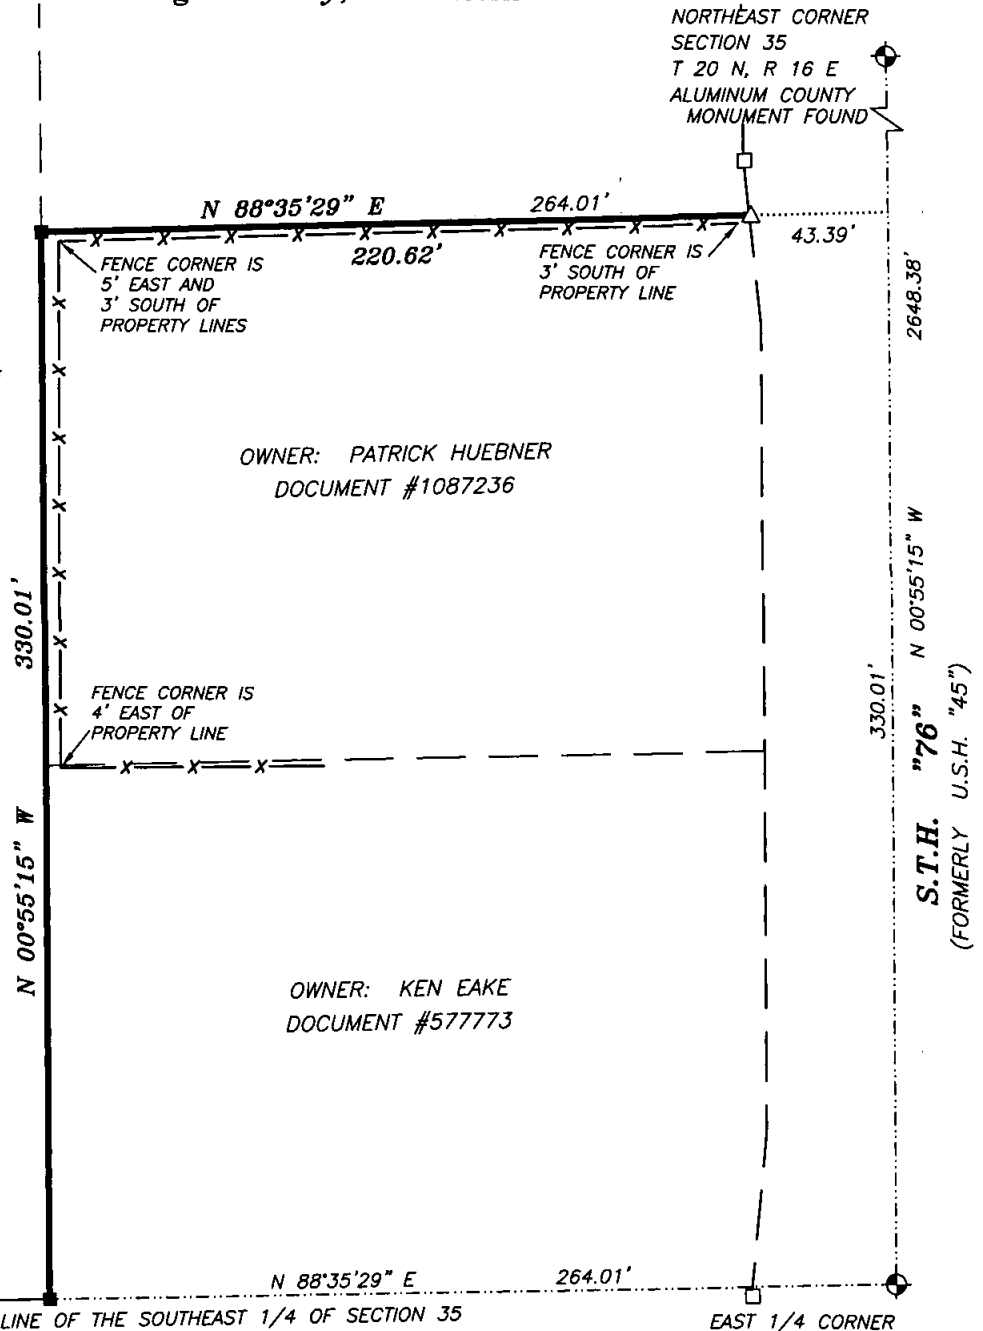 NORTHEAST CORNER
SECTION 35
T 20 N, R 16 E
ALUMINUM COUNTY
MONUMENT FOUND
N 88°35'29" E
264.01'
220.62'
43.39'
FENCE CORNER IS
5' EAST AND
3' SOUTH OF
PROPERTY LINES
FENCE CORNER IS
3' SOUTH OF
PROPERTY LINE
2648.38'
OWNER: PATRICK HUEBNER
DOCUMENT #1087236
N 00°55'15" W
330.01'
FENCE CORNER IS
4' EAST OF
PROPERTY LINE
330.01'
S.T.H. "76"
(FORMERLY U.S.H. "45")
N 00°55'15" W
OWNER: KEN EAKE
DOCUMENT #577773
N 88°35'29" E
264.01'
LINE OF THE SOUTHEAST 1/4 OF SECTION 35
EAST 1/4 CORNER